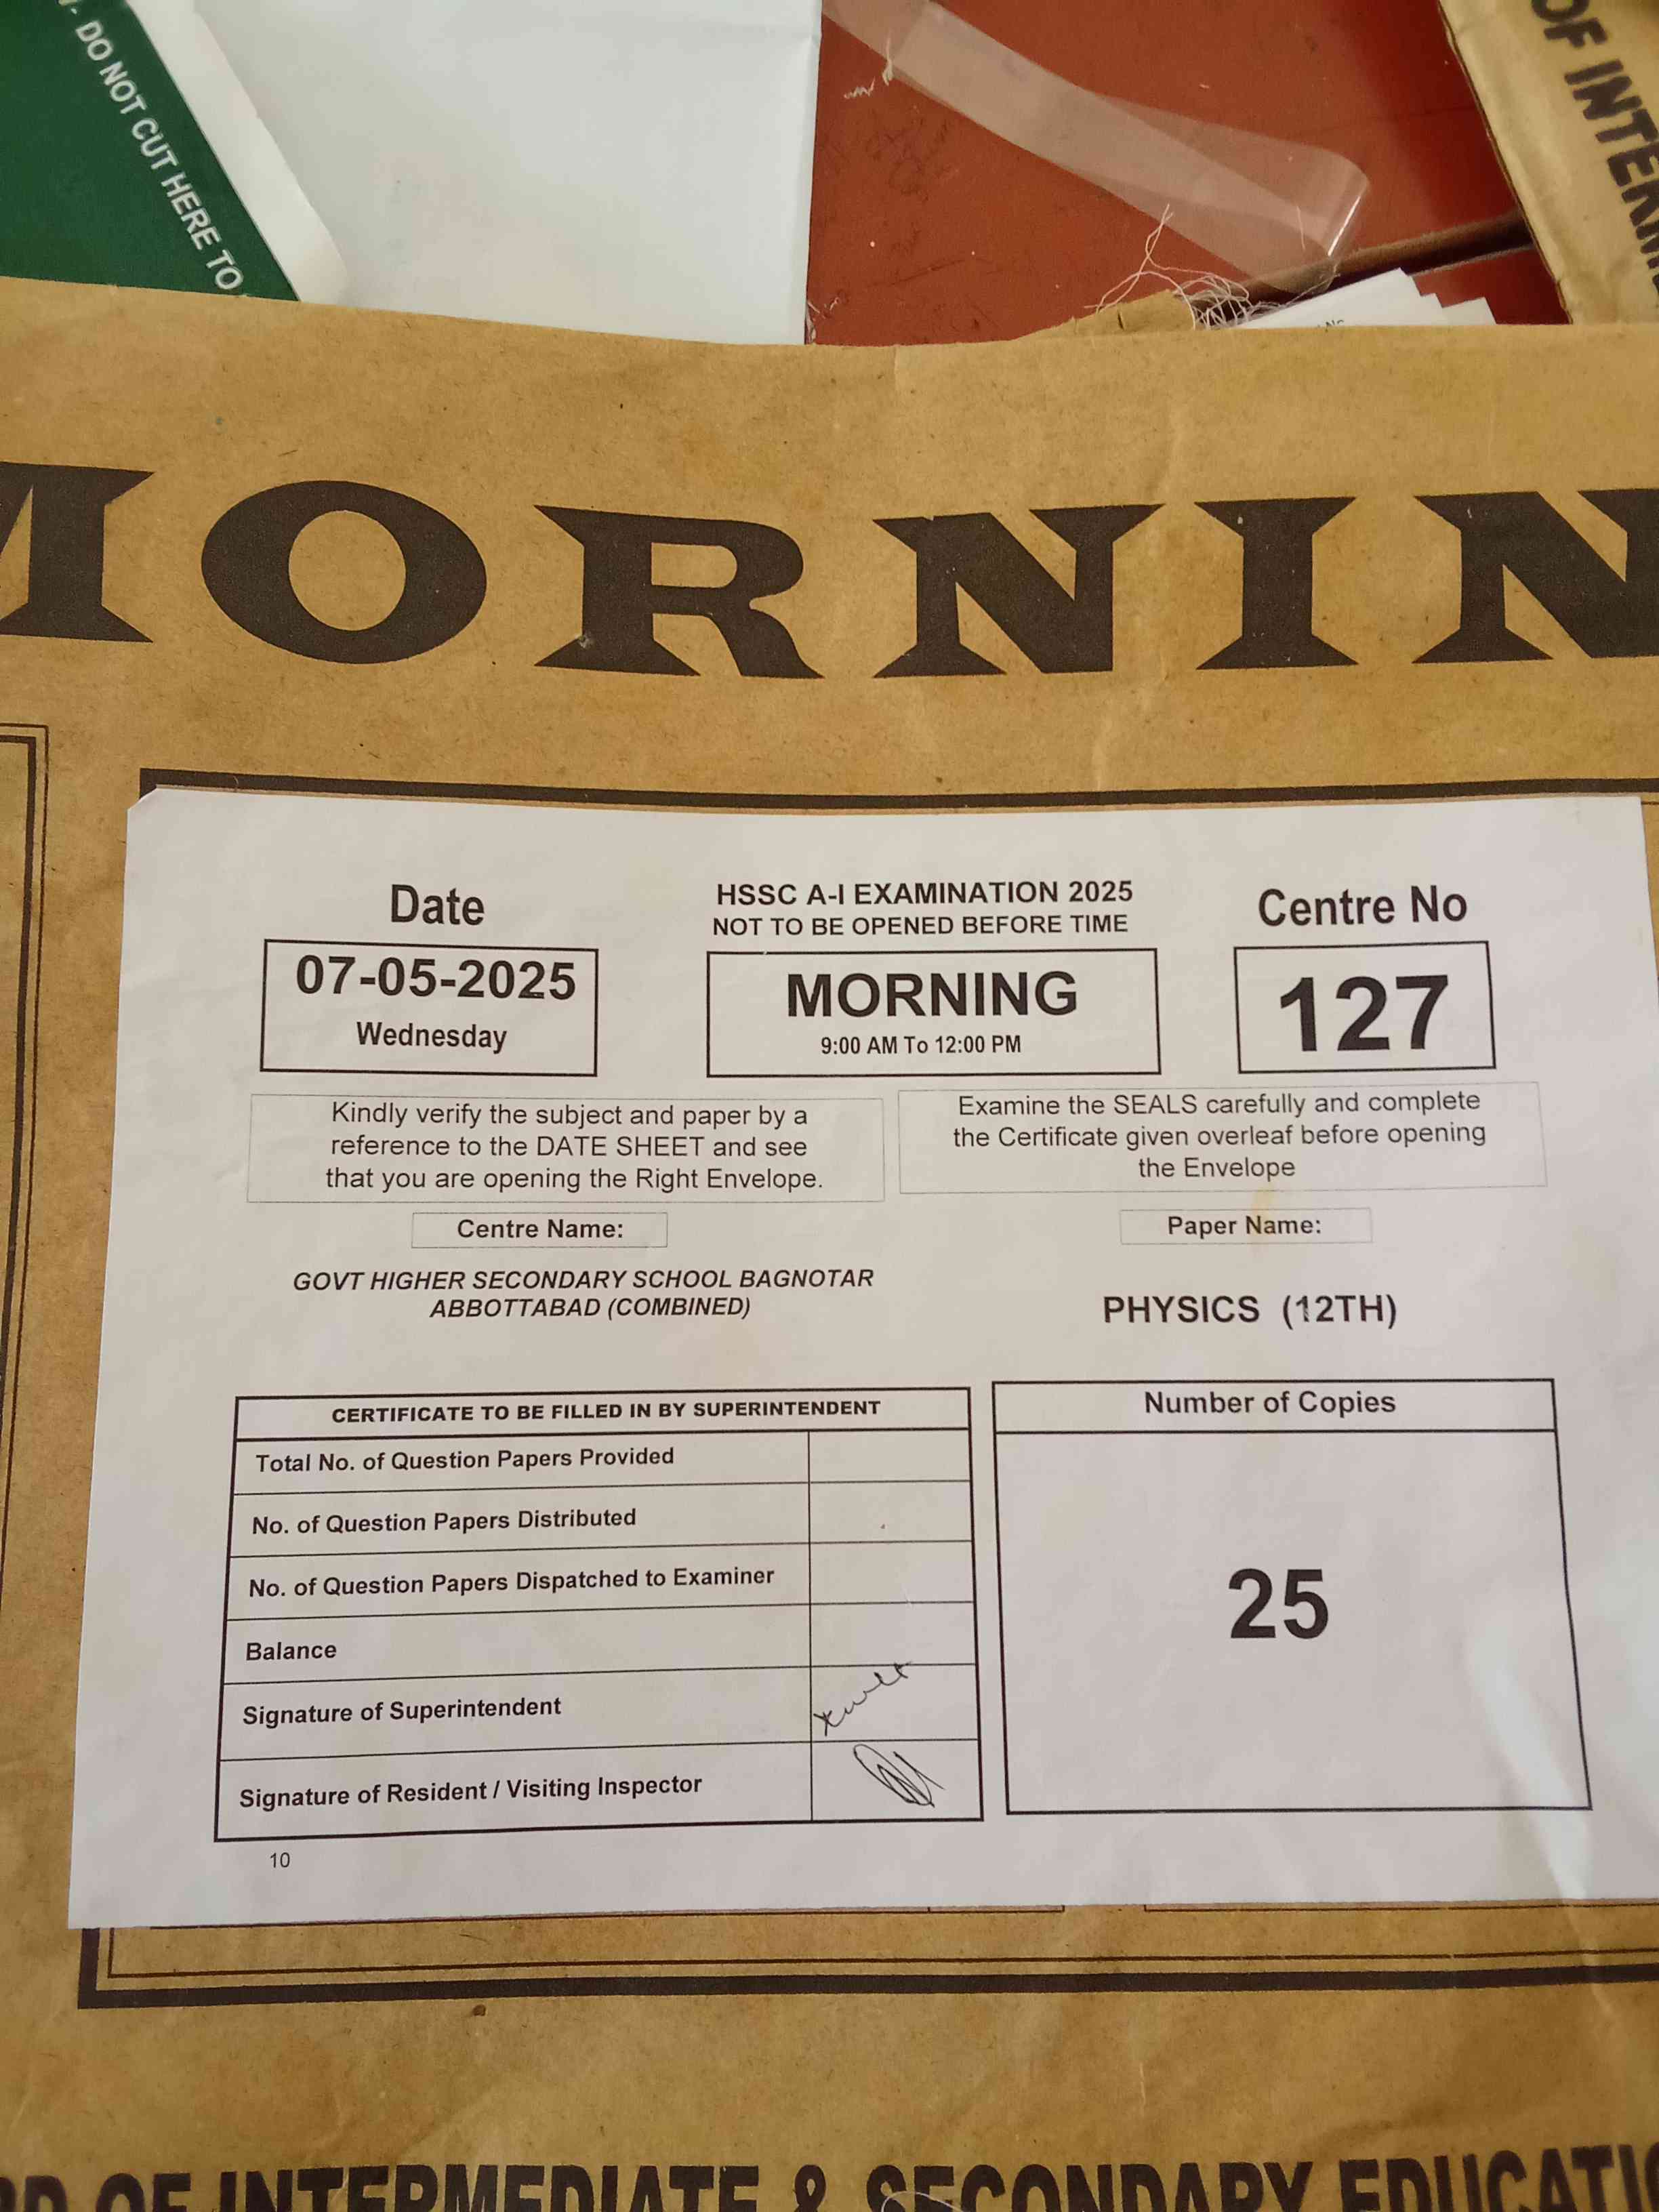 - DO NOT CUT HERE TO
OF INTERM
MORNIN
Date
07-05-2025
Wednesday
HSSC A-I EXAMINATION 2025
NOT TO BE OPENED BEFORE TIME
MORNING
9:00 AM To 12:00 PM
Centre No
127
Kindly verify the subject and paper by a
reference to the DATE SHEET and see
that you are opening the Right Envelope.
Examine the SEALS carefully and complete
the Certificate given overleaf before opening
the Envelope
Centre Name:
GOVT HIGHER SECONDARY SCHOOL BAGNOTAR
ABBOTTABAD (COMBINED)
Paper Name:
PHYSICS (12TH)
CERTIFICATE TO BE FILLED IN BY SUPERINTENDENT
Total No. of Question Papers Provided
No. of Question Papers Distributed
No. of Question Papers Dispatched to Examiner
Balance
Signature of Superintendent
Signature of Resident / Visiting Inspector
Number of Copies
25
10
RD OF INTERMEDIATE & SECONDARY EDUCATIO